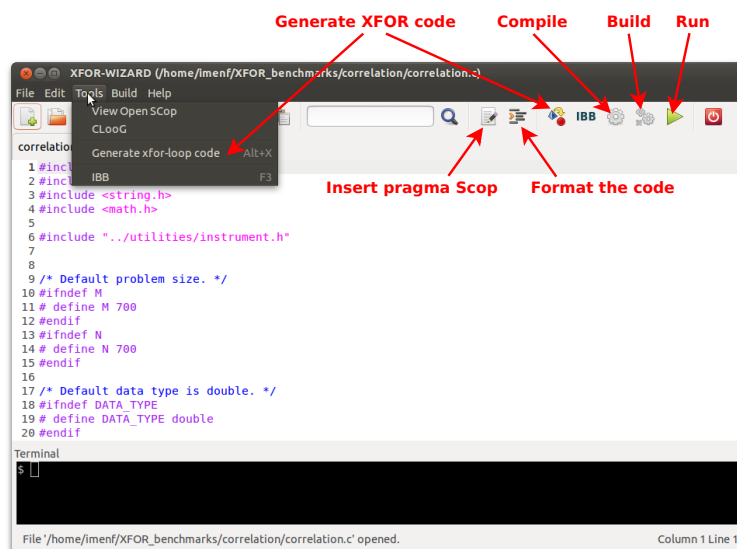 Generate XFOR code Compile Build Run
XFOR-WIZARD (/home/imenf/XFOR_benchmarks/correlation/correlation.c)
File Edit Tools Build Help
View Open SCop
CLooG
IBB
Generate xfor-loop code Alt+X
IBB F3
correlation
Insert pragma Scop Format the code
1 #incl
2 #incl
3 #include <string.h>
4 #include <math.h>
5
6 #include "../utilities/instrument.h"
7
8
9 /* Default problem size. */
10 #ifndef M
11 # define M 700
12 #endif
13 #ifndef N
14 # define N 700
15 #endif
16
17 /* Default data type is double. */
18 #ifndef DATA_TYPE
19 # define DATA_TYPE double
20 #endif
Terminal
$
File '/home/imenf/XFOR_benchmarks/correlation/correlation.c' opened. Column 1 Line 1